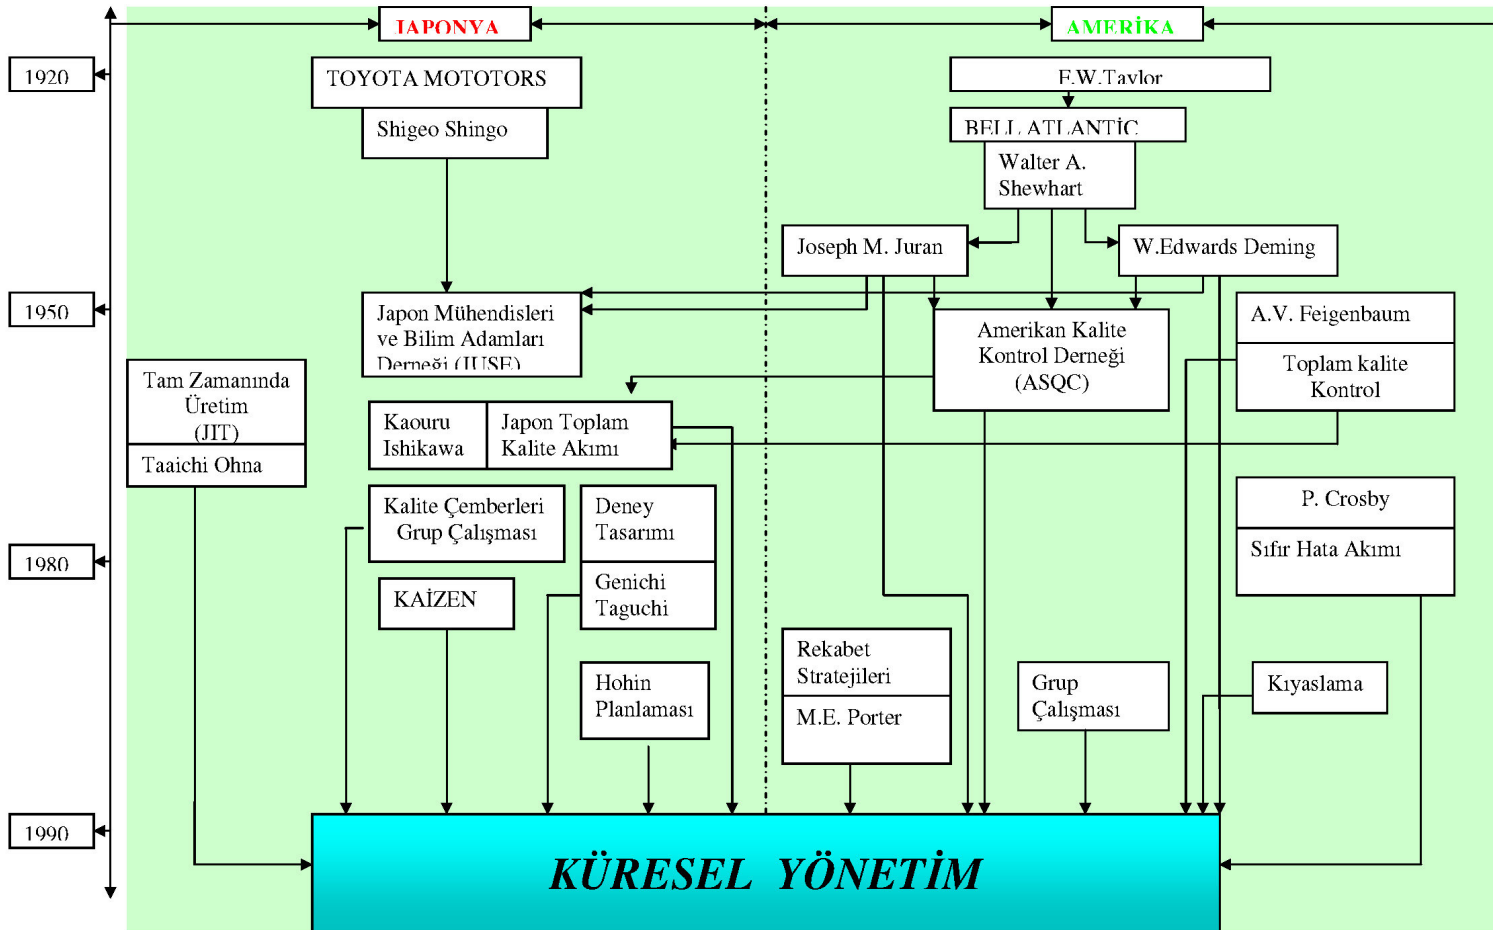 JAPONYA
AMERİKA
1920
TOYOTA MOTOTORS
F.W.Taylor
Shigeo Shingo
BELL ATLANTİC
Walter A.
Shewhart
Joseph M. Juran
W.Edwards Deming
1950
Japon Mühendisleri
ve Bilim Adamları
Derneği (JUSE)
Amerikan Kalite
Kontrol Derneği
(ASQC)
A.V. Feigenbaum
Toplam kalite
Kontrol
Tam Zamanında
Üretim
(JIT)
Taaichi Ohna
Kaouru
Ishikawa
Japon Toplam
Kalite Akımı
Kalite Çemberleri
Grup Çalışması
Deney
Tasarımı
Genichi
Taguchi
P. Crosby
Sıfır Hata Akımı
1980
KAİZEN
Hohin
Planlaması
Rekabet
Stratejileri
M.E. Porter
Grup
Çalışması
Kıyaslama
1990
KÜRESEL YÖNETİM